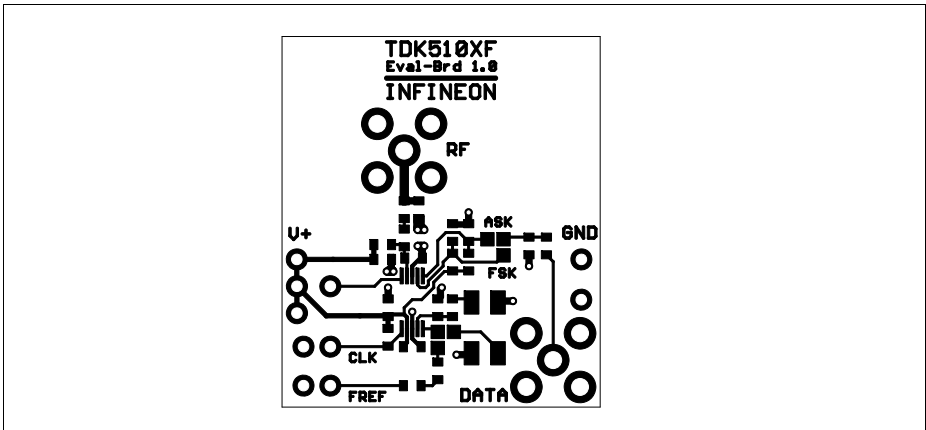 TDK510XF
Eval-Brd 1.0
INFINEON
RF
ASK
V+
GND
FSK
CLK
FREF
DATA